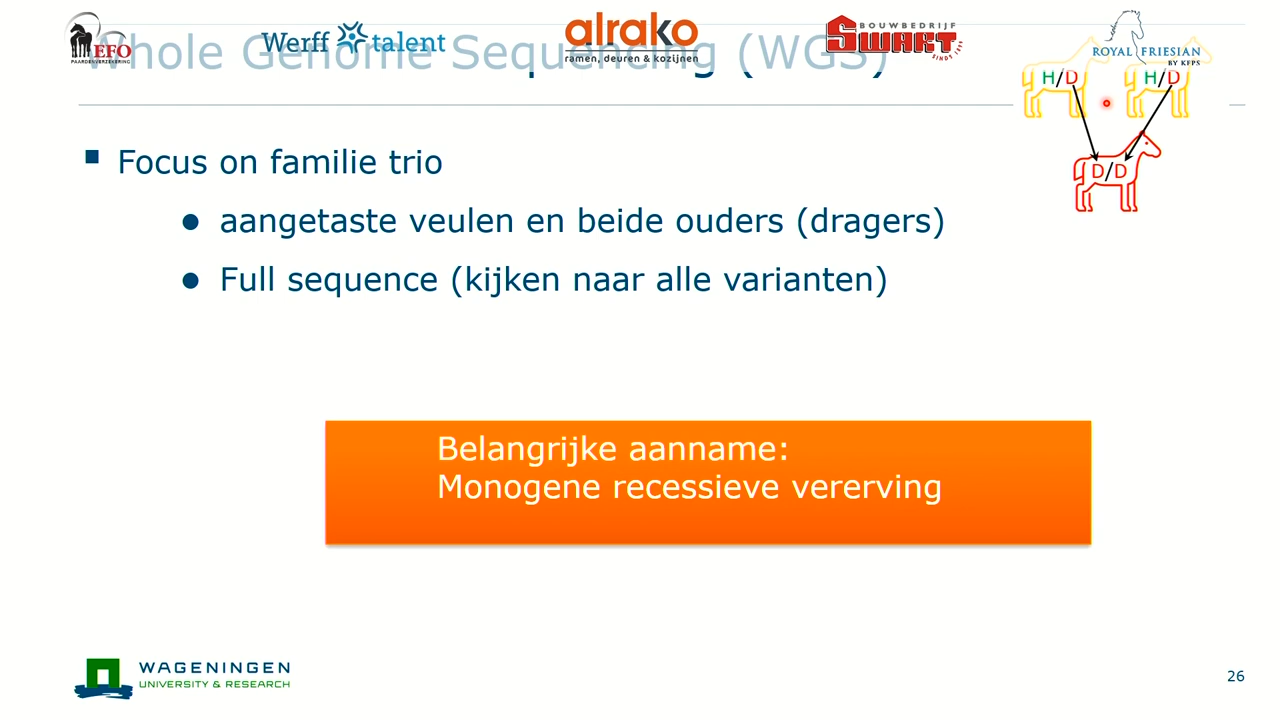 EFO
PAARDENVERZEKERING
Werff talent
alrako
ramen, deuren & kozijnen
BOUWBEDRIJF
SWART
SINDS 1949
ROYAL FRIESIAN
BY KFPS
Whole Genome Sequencing (WGS)
H/D H/D
D/D
Focus on familie trio
aangetaste veulen en beide ouders (dragers)
Full sequence (kijken naar alle varianten)
Belangrijke aanname:
Monogene recessieve vererving
WAGENINGEN
UNIVERSITY & RESEARCH
26